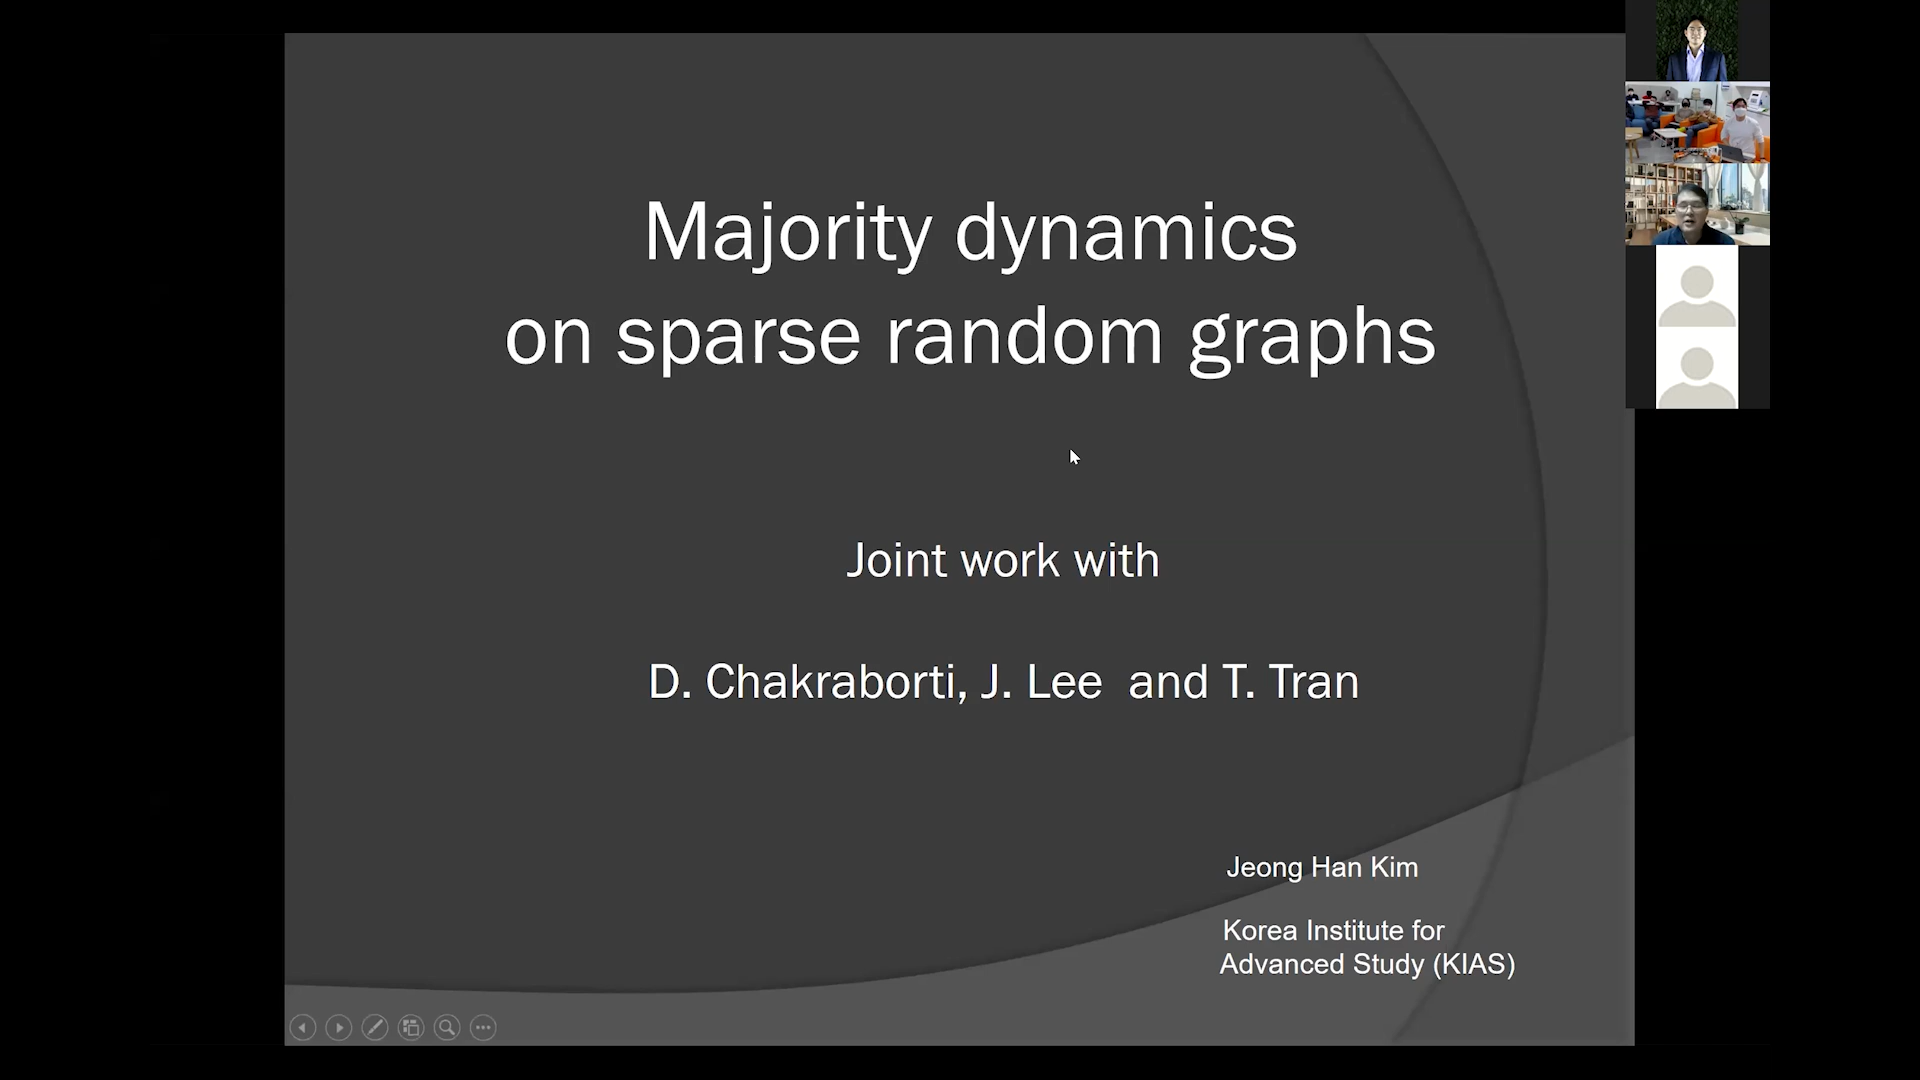 Majority dynamics
on sparse random graphs
Joint work with
D. Chakraborti, J. Lee and T. Tran
Jeong Han Kim
Korea Institute for
Advanced Study (KIAS)